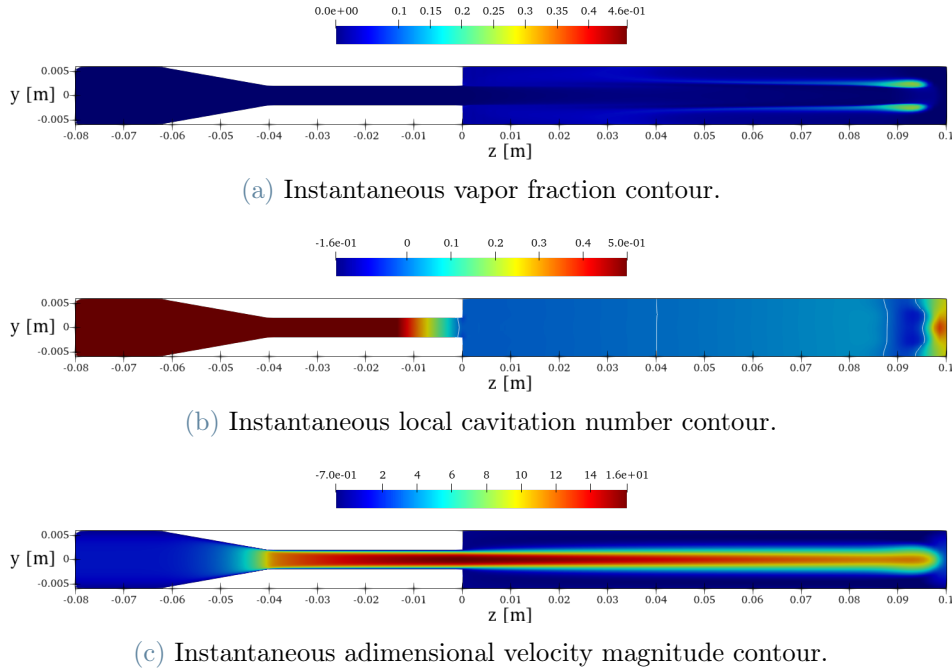 0.0e+00 0.1 0.15 0.2 0.25 0.3 0.35 0.4 4.6e-01
0.005
y [m] 0
-0.005
-0.08 -0.07 -0.06 -0.05 -0.04 -0.03 -0.02 -0.01 0 0.01 0.02 0.03 0.04 0.05 0.06 0.07 0.08 0.09 0.1
z [m]
(a) Instantaneous vapor fraction contour.
-1.6e-01 0 0.1 0.2 0.3 0.4 5.0e-01
0.005
y [m] 0
-0.005
-0.08 -0.07 -0.06 -0.05 -0.04 -0.03 -0.02 -0.01 0 0.01 0.02 0.03 0.04 0.05 0.06 0.07 0.08 0.09 0.1
z [m]
(b) Instantaneous local cavitation number contour.
-7.0e-01 2 4 6 8 10 12 14 1.6e+01
0.005
y [m] 0
-0.005
-0.08 -0.07 -0.06 -0.05 -0.04 -0.03 -0.02 -0.01 0 0.01 0.02 0.03 0.04 0.05 0.06 0.07 0.08 0.09 0.1
z [m]
(c) Instantaneous adimensional velocity magnitude contour.